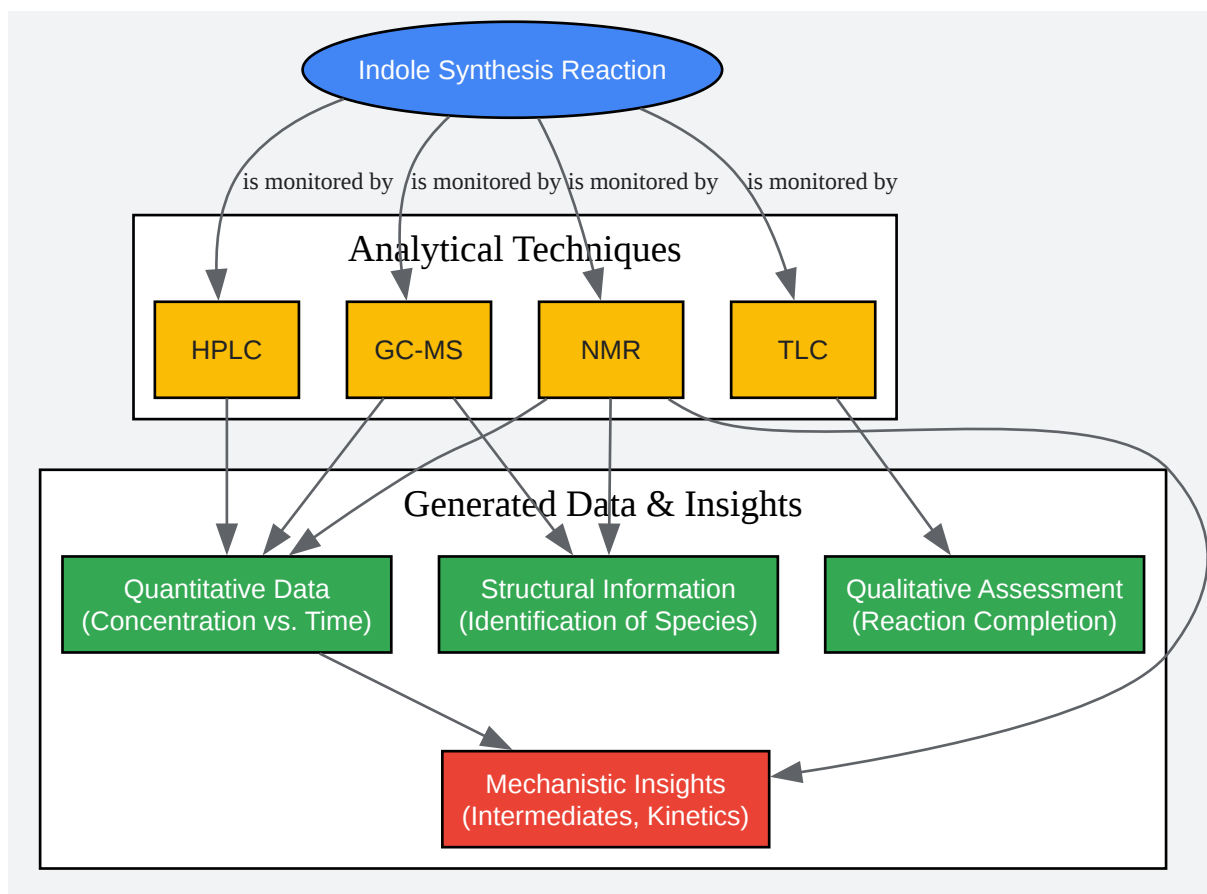 Indole Synthesis Reaction
is monitored by
is monitored by
is monitored by
is monitored by
Analytical Techniques
HPLC
GC-MS
NMR
TLC
Generated Data & Insights
Quantitative Data
(Concentration vs. Time)
Structural Information
(Identification of Species)
Qualitative Assessment
(Reaction Completion)
Mechanistic Insights
(Intermediates, Kinetics)